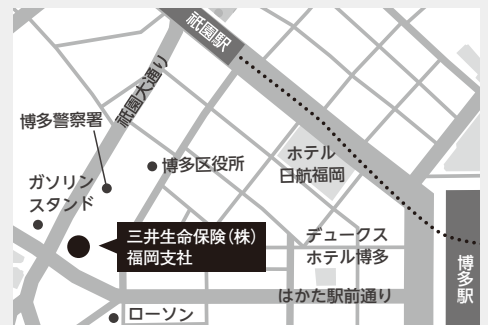 祇園駅
祇園大通り
博多警察署
博多区役所
ホテル
日航福岡
ガソリン
スタンド
三井生命保険(株)
福岡支社
デュークス
ホテル博多
博多駅
はかた駅前通り
ローソン